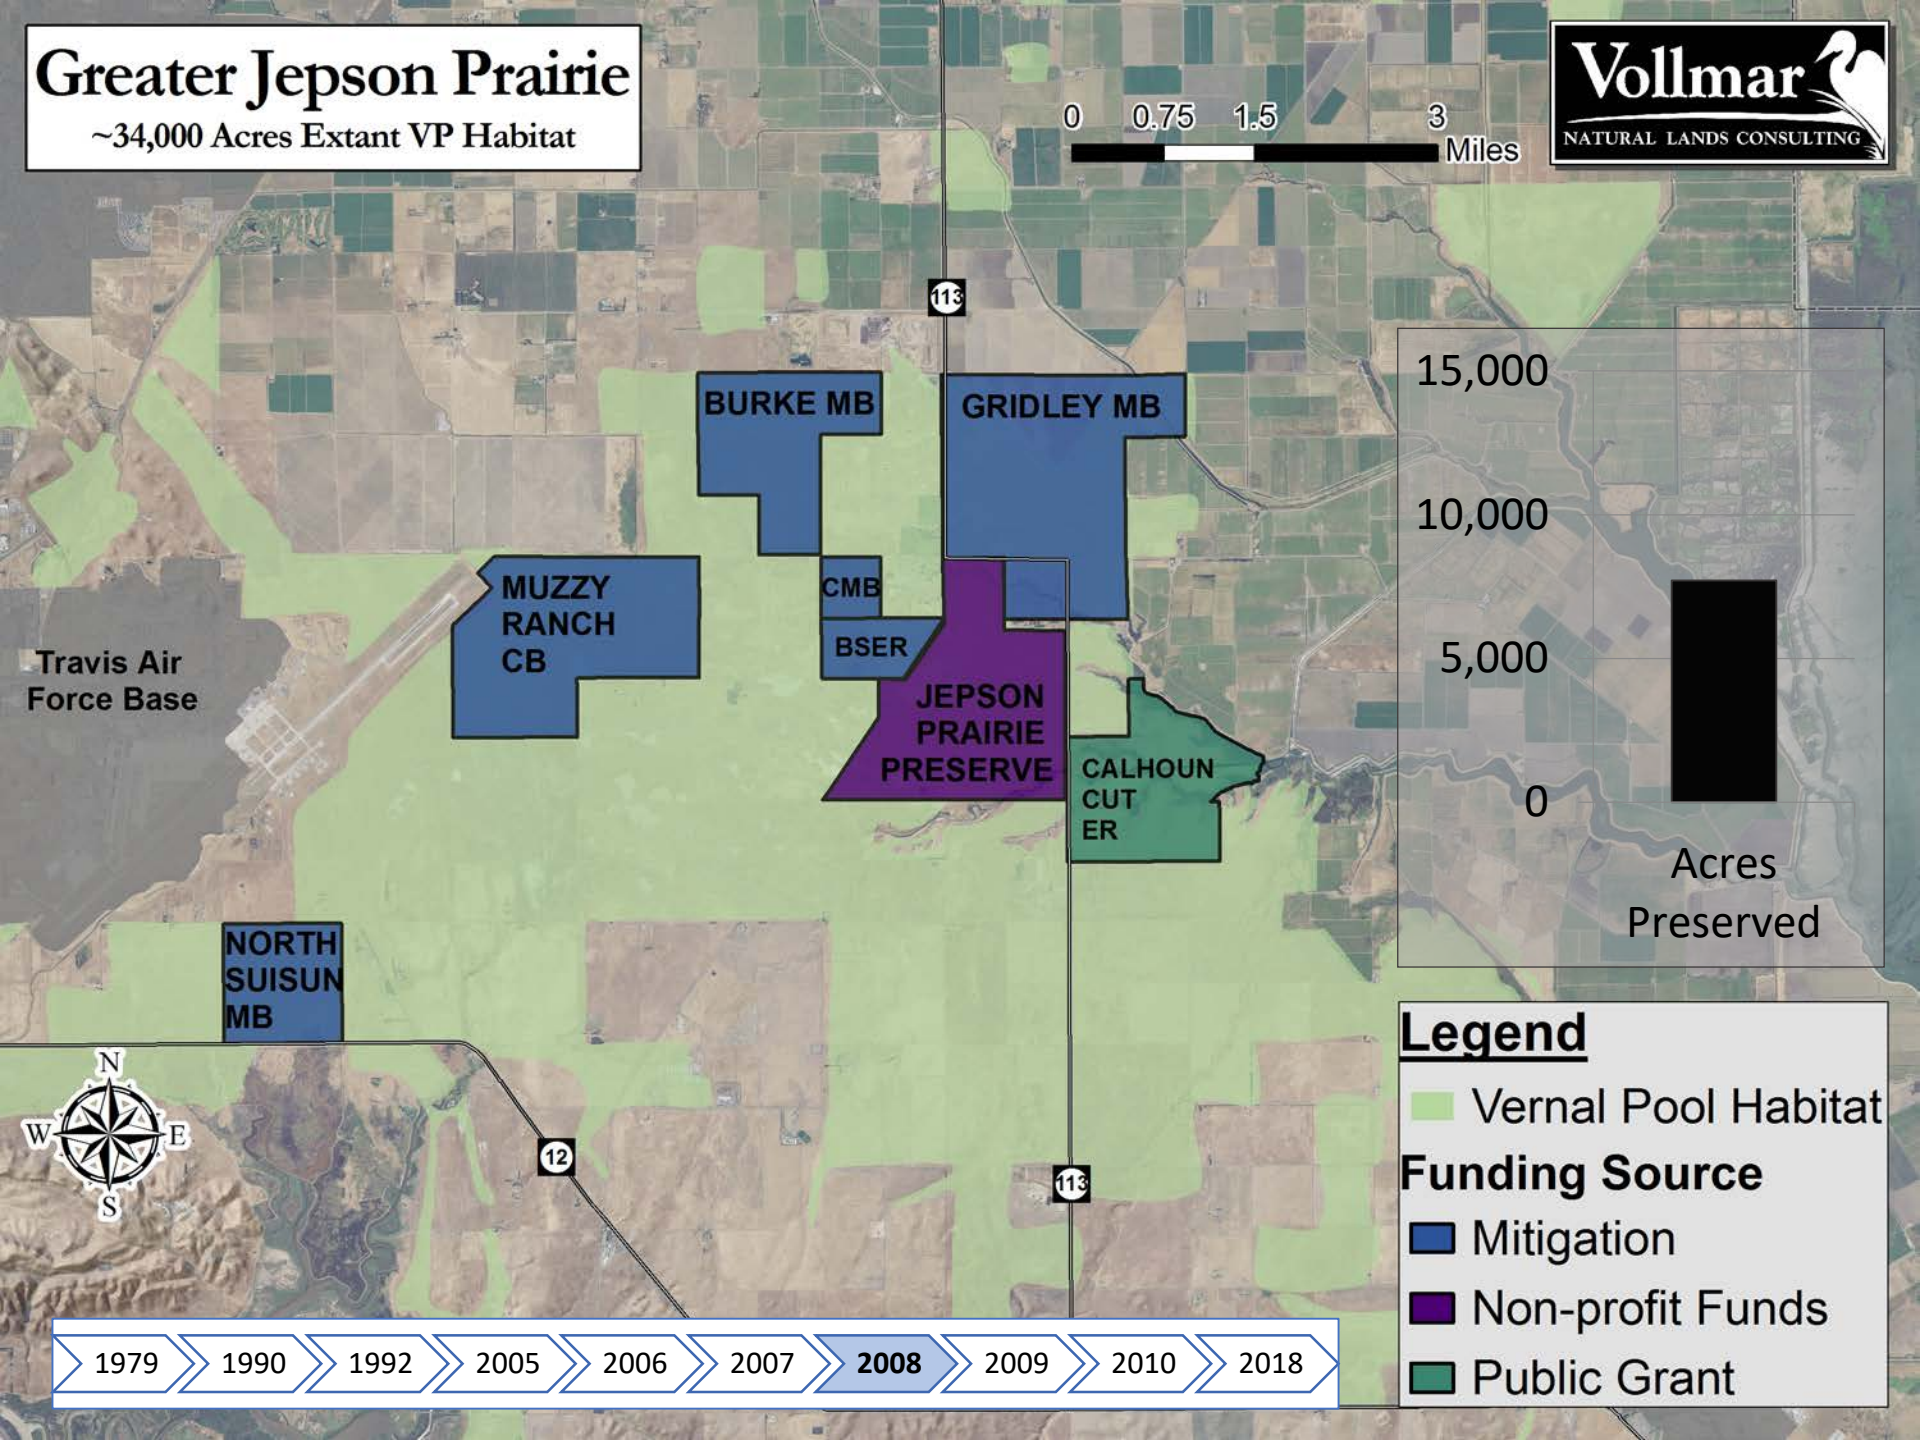 Greater Jepson Prairie
~34,000 Acres Extant VP Habitat
0 0.75 1.5 3
Miles
Vollmar
NATURAL LANDS CONSULTING
113
15,000
10,000
5,000
0
Acres
Preserved
BURKE MB
GRIDLEY MB
MUZZY
RANCH
CB
CMB
BSER
Travis Air
Force Base
JEPSON
PRAIRIE
PRESERVE
CALHOUN
CUT
ER
NORTH
SUISUN
MB
N
W E
S
12
113
Legend
Vernal Pool Habitat
Funding Source
Mitigation
Non-profit Funds
Public Grant
1979 1990 1992 2005 2006 2007 2008 2009 2010 2018